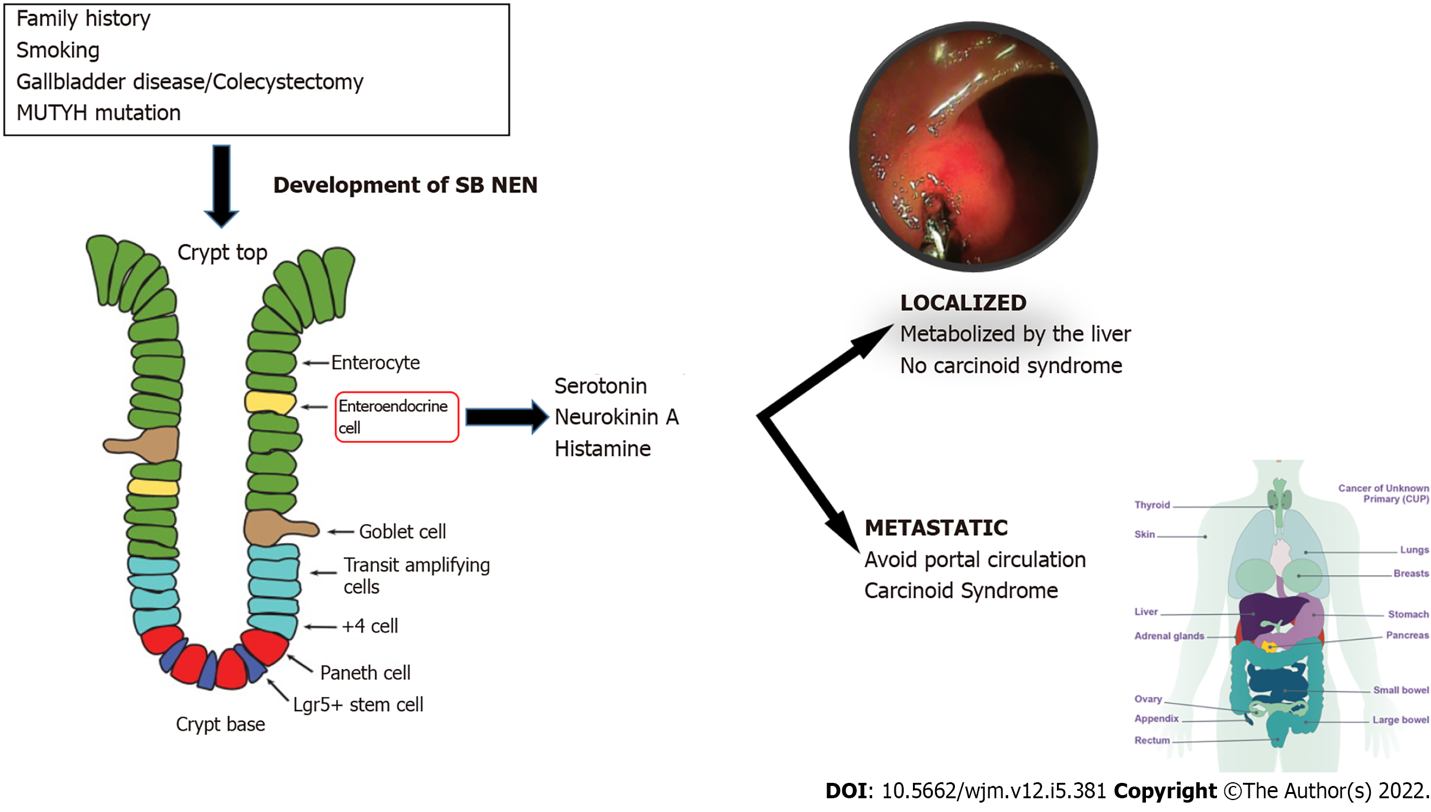 Family history
Smoking
Gallbladder disease/Colecystectomy
MUTYH mutation
Development of SB NEN
Crypt top
Enterocyte
Enteroendocrine
cell
Goblet cell
Transit amplifying
cells
+4 cell
Paneth cell
Lgr5+ stem cell
Crypt base
Serotonin
Neurokinin A
Histamine
LOCALIZED
Metabolized by the liver
No carcinoid syndrome
METASTATIC
Avoid portal circulation
Carcinoid Syndrome
Cancer of Unknown
Primary (CUP)
Thyroid
Skin
Lungs
Breasts
Liver
Stomach
Adrenal glands
Pancreas
Small bowel
Ovary
Appendix
Large bowel
Rectum
DOI: 10.5662/wjm.v12.i5.381 Copyright ©The Author(s) 2022.